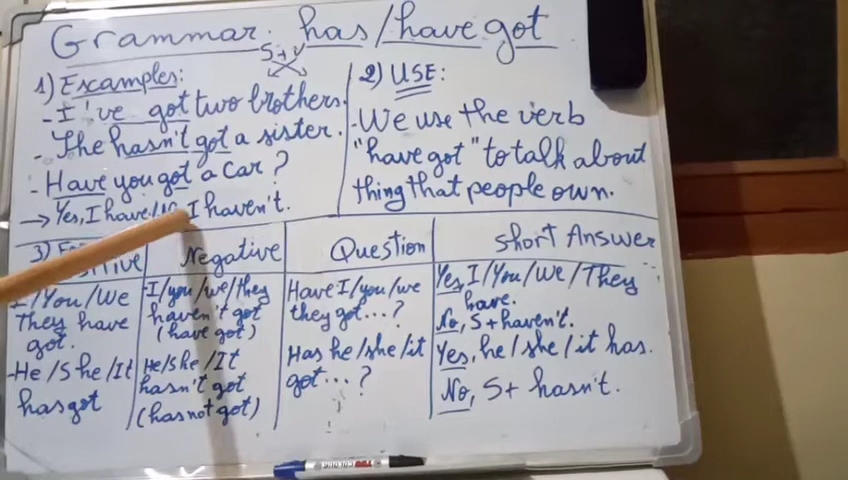 Grammar: has/have got
S + V
1) Examples:
- I've got two brothers.
- She hasn't got a sister.
- Have you got a car?
→ Yes, I have/No I haven't.
2) USE:
- We use the verb
"have got" to talk about
thing that people own.
3)
Negative
Question
Short Answer
I/You/We
They have
got.
- He/She/It
has got
- I/you/we/they
haven't got
(have got)
He/She/It
hasn't got
(has not got)
Have I/you/we
they got...?
Has he/she/it
got...?
Yes, I/You/We/They
have.
No, S+ haven't.
Yes, he/she/it has.
No, S+ hasn't.